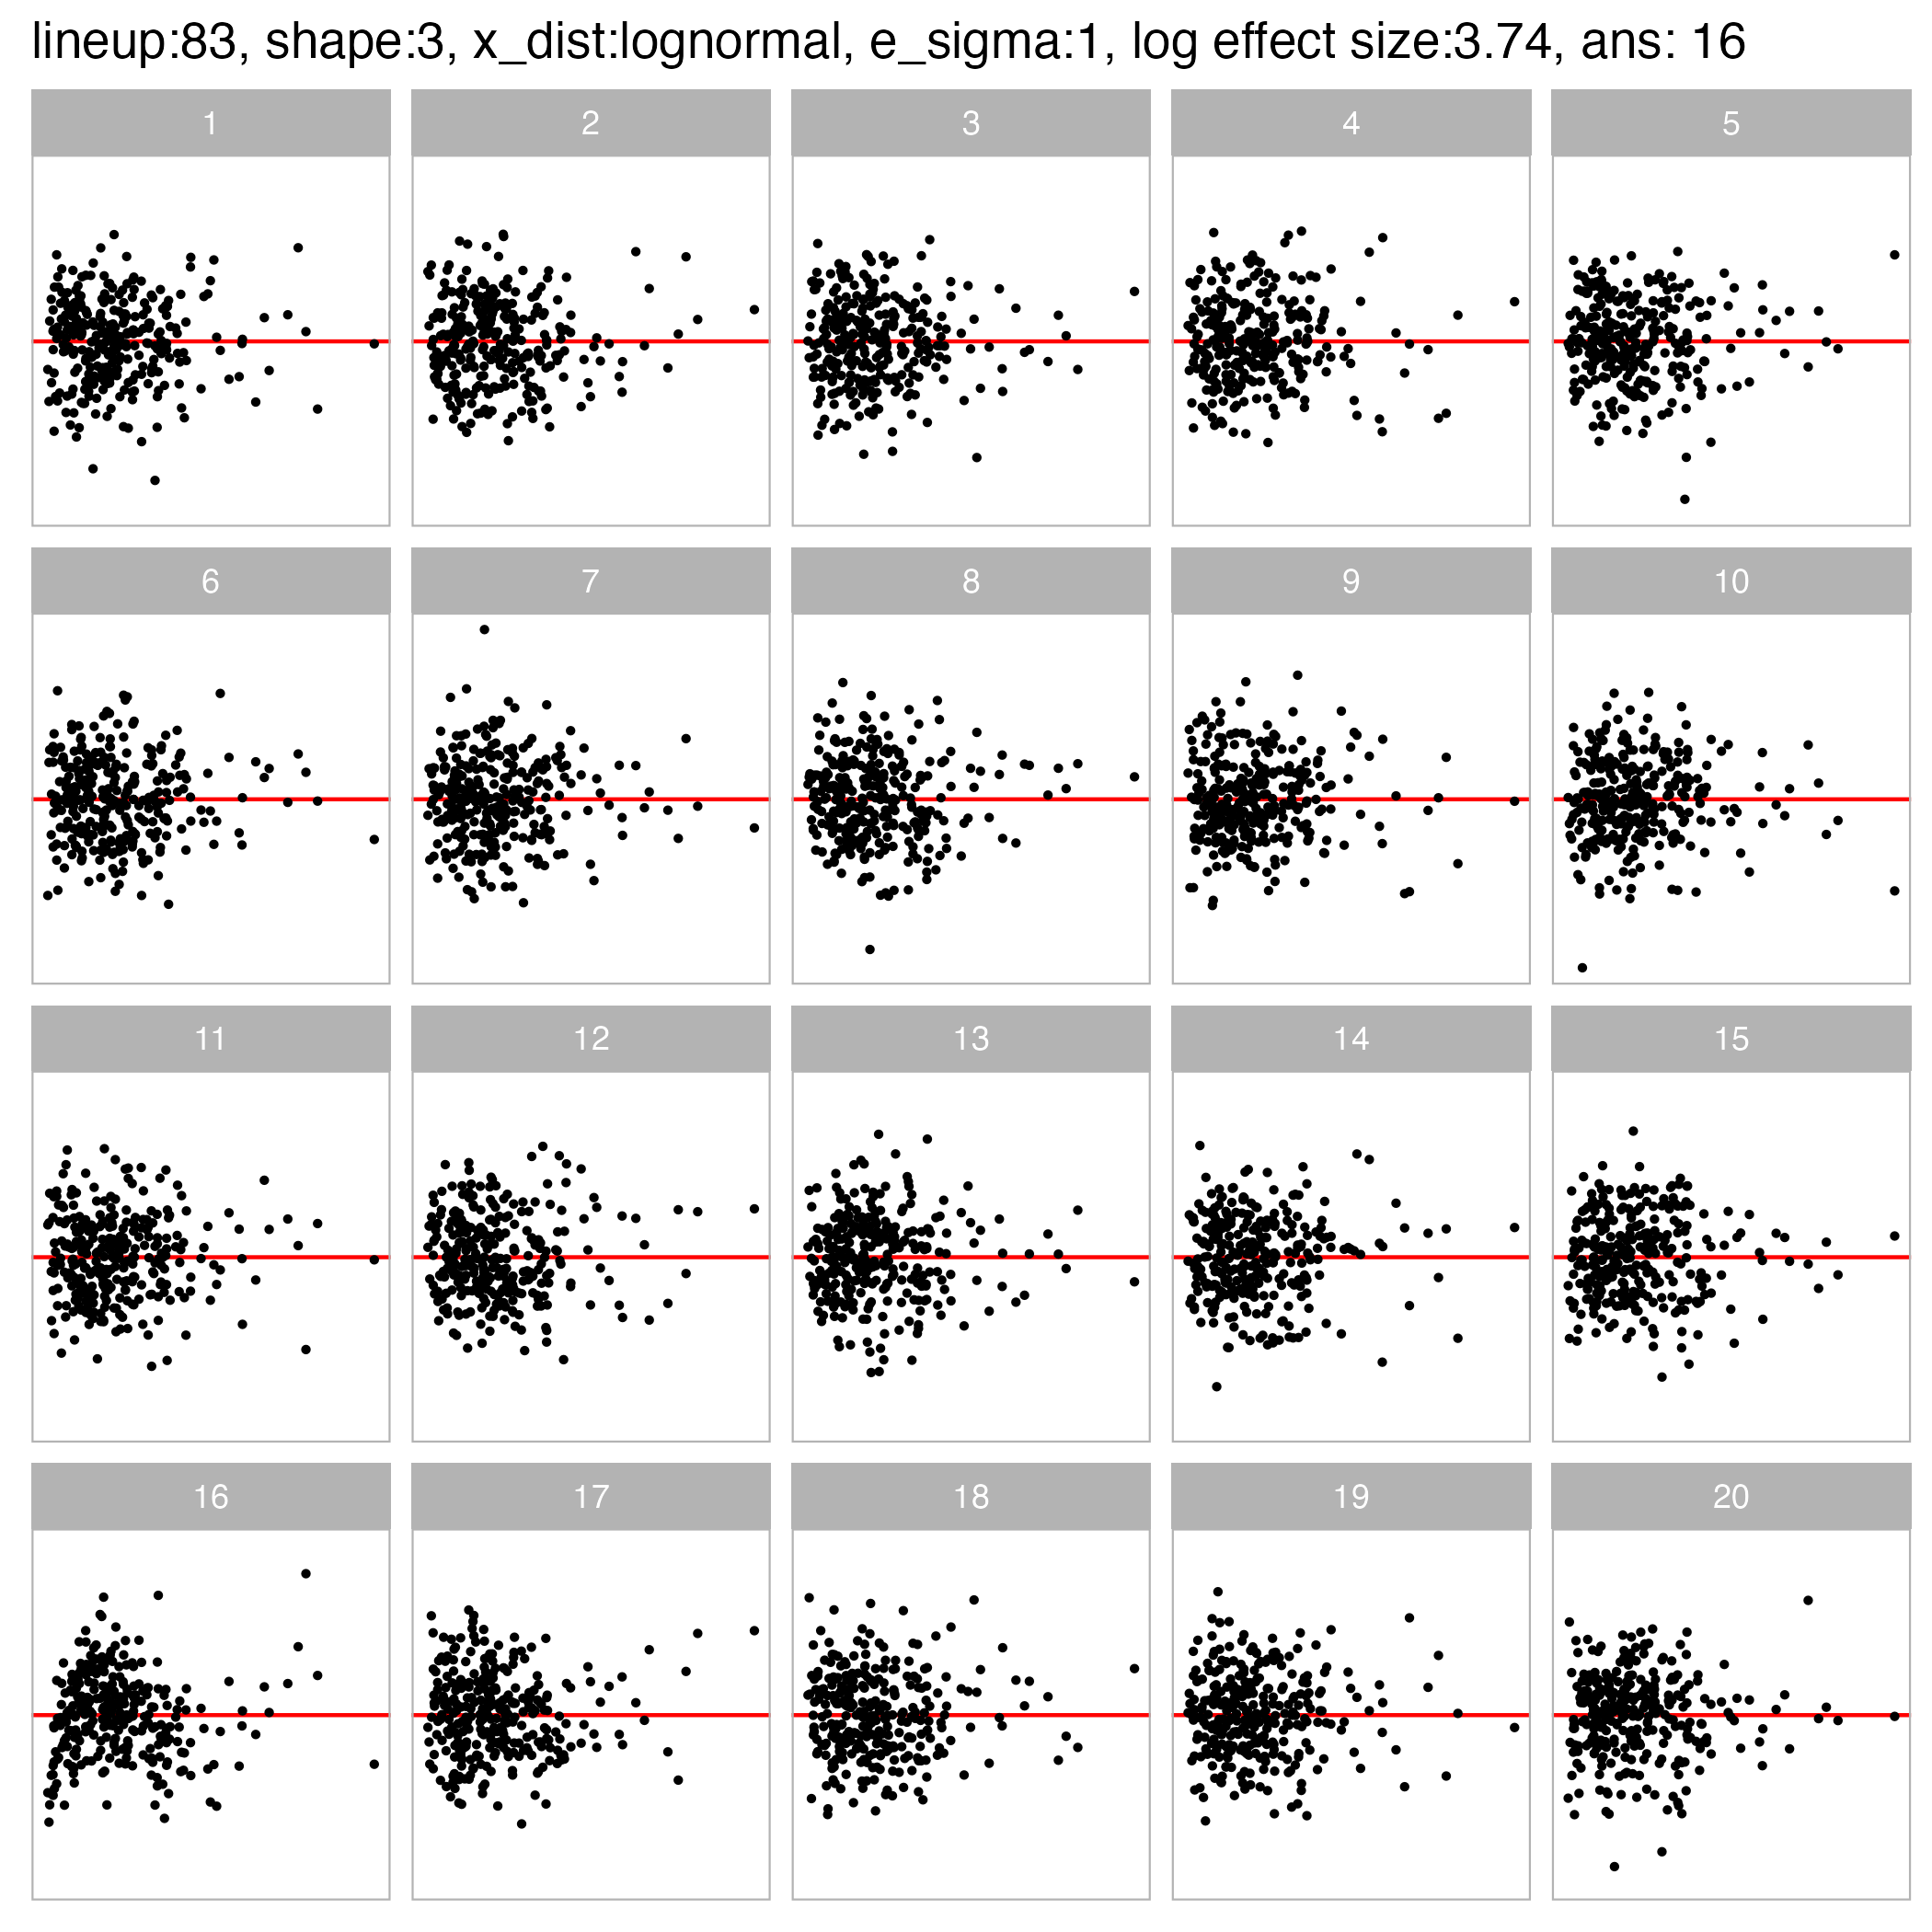 lineup:83, shape:3, x_dist:lognormal, e_sigma:1, log effect size:3.74, ans: 16
1 2 3 4 5
6 7 8 9 10
11 12 13 14 15
16 17 18 19 20